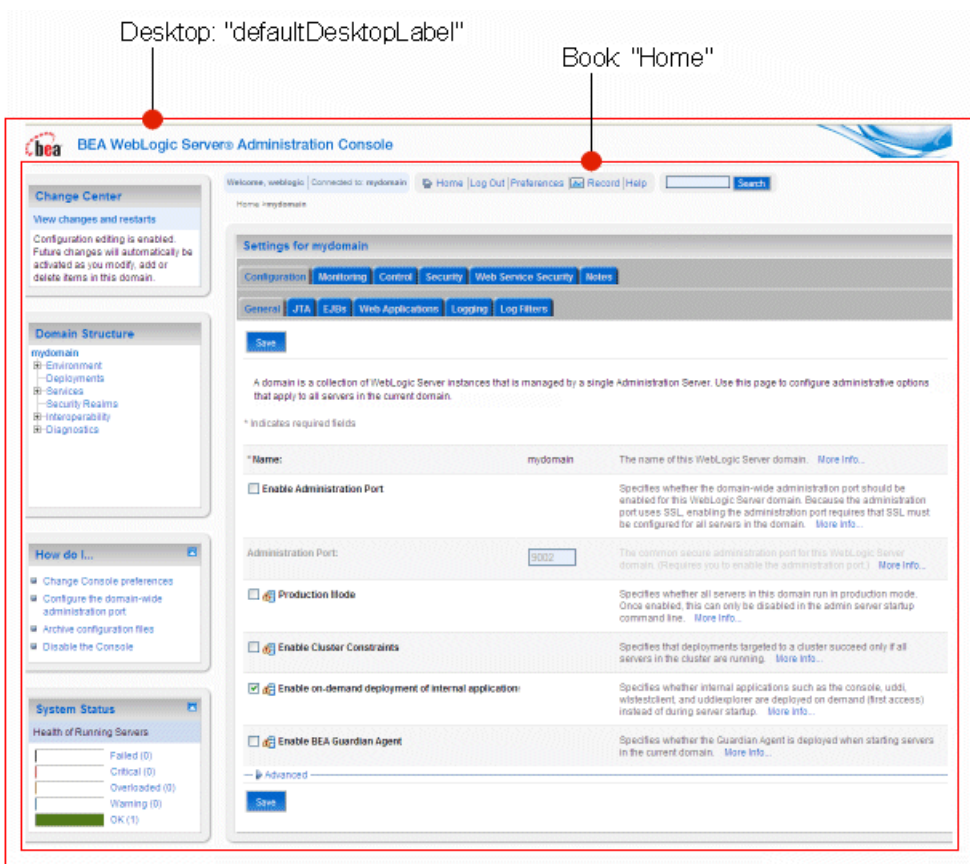 Desktop: "defaultDesktopLabel"
Book: "Home"
bea
BEA WebLogic Server® Administration Console
Change Center
View changes and restarts
Configuration editing is enabled.
Future changes will automatically be
activated as you modify, add or
delete items in this domain.
Domain Structure
mydomain
Environment
Deployments
Services
Security Realms
Interoperability
Diagnostics
How do I...
Change Console preferences
Configure the domain-wide
administration port
Archive configuration files
Disable the Console
System Status
Health of Running Servers
Failed (0)
Critical (0)
Overloaded (0)
Warning (0)
OK (1)
Welcome, weblogic Connected to: mydomain Home Log Out Preferences Record Help Search
Home >mydomain
Settings for mydomain
Configuration Monitoring Control Security Web Service Security Notes
General JTA EJBs Web Applications Logging Log Filters
Save
A domain is a collection of WebLogic Server instances that is managed by a single Administration Server. Use this page to configure administrative options
that apply to all servers in the current domain.
* Indicates required fields
*Name: mydomain The name of this WebLogic Server domain. More Info...
Enable Administration Port
Specifies whether the domain-wide administration port should be
enabled for this WebLogic Server domain. Because the administration
port uses SSL, enabling the administration port requires that SSL must
be configured for all servers in the domain. More Info...
Administration Port: 9002
The common secure administration port for this WebLogic Server
domain. (Requires you to enable the administration port.) More Info...
Production Mode
Specifies whether all servers in this domain run in production mode.
Once enabled, this can only be disabled in the admin server startup
command line. More Info...
Enable Cluster Constraints
Specifies that deployments targeted to a cluster succeed only if all
servers in the cluster are running. More Info...
Enable on-demand deployment of internal applications
Specifies whether internal applications such as the console, uddi,
wlstestclient, and uddiexplorer are deployed on demand (first access)
instead of during server startup. More Info...
Enable BEA Guardian Agent
Specifies whether the Guardian Agent is deployed when starting servers
in the current domain. More Info...
Advanced
Save